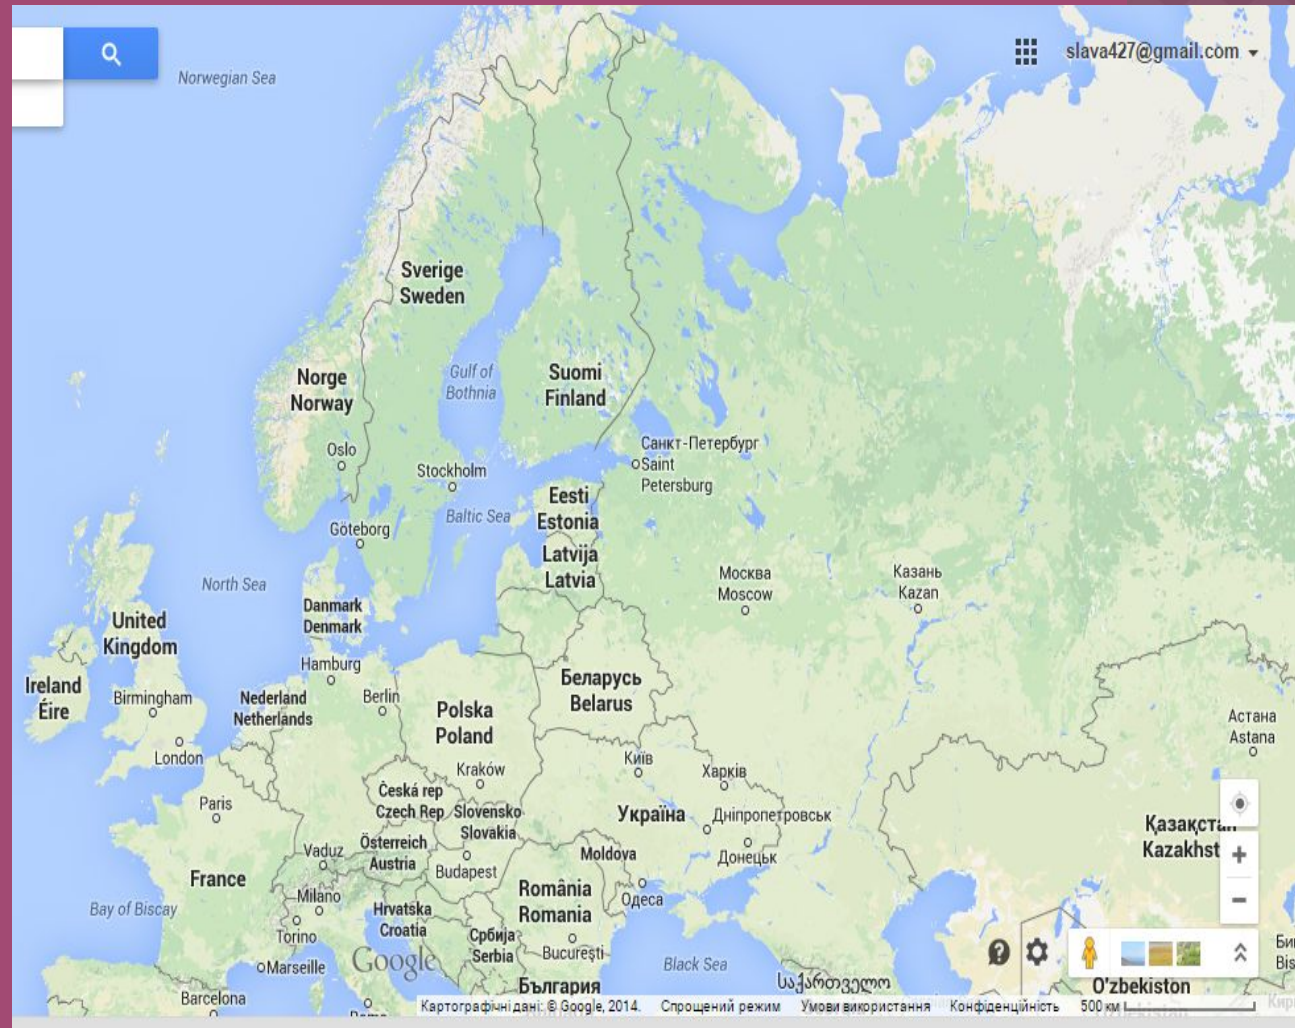 slava427@gmail.com
Norwegian Sea
Sverige
Sweden
Gulf of
Bothnia
Suomi
Finland
Norge
Norway
Oslo
Stockholm
Санкт-Петербург
Saint
Petersburg
Eesti
Estonia
Baltic Sea
Göteborg
Latvija
Latvia
North Sea
Москва
Moscow
Казань
Kazan
Danmark
Denmark
United
Kingdom
Hamburg
Ireland
Éire
Birmingham
Nederland
Netherlands
Berlin
Polska
Poland
Беларусь
Belarus
Астана
Astana
London
Київ
Харків
Kraków
Česká rep
Czech Rep
Slovensko
Slovakia
Paris
Україна
Дніпропетровськ
Қазақстан
Kazakhst
Vaduz
Österreich
Austria
Budapest
Moldova
Донецьк
France
România
Romania
Одеса
Milano
Bay of Biscay
Hrvatska
Croatia
Torino
Србија
Serbia
București
Marseille
Google
Black Sea
България
საქართველო
O'zbekiston
Barcelona
Картографічні дані: © Google, 2014.
Спрощений режим
Умови використання
Конфіденційність
500 км